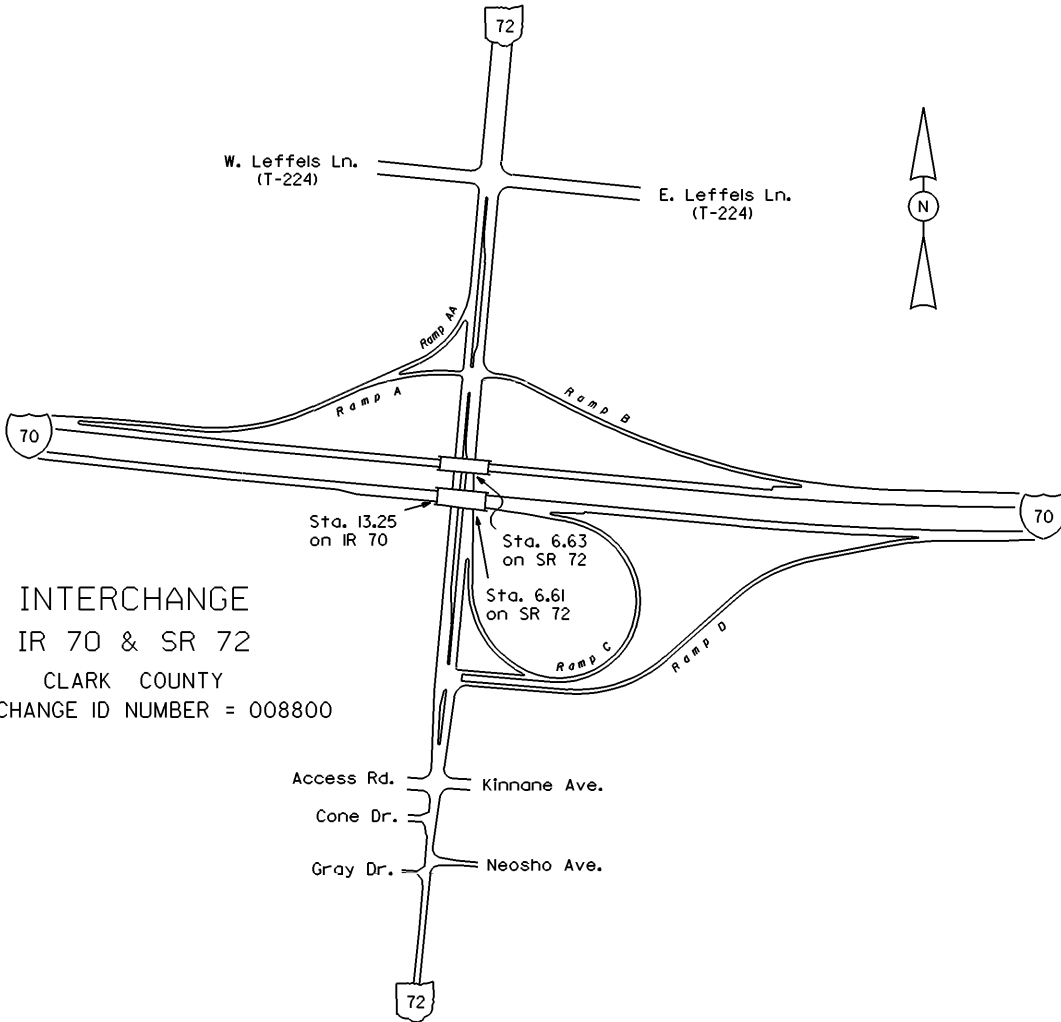 72
W. Leffels Ln.
(T-224)
E. Leffels Ln.
(T-224)
N
Ramp AA
Ramp A
Ramp B
70
70
Sta. 13.25
on IR 70
Sta. 6.63
on SR 72
Sta. 6.61
on SR 72
Ramp C
Ramp D
INTERCHANGE
IR 70 & SR 72
CLARK COUNTY
CHANGE ID NUMBER = 008800
Access Rd.
Kinnane Ave.
Cone Dr.
Gray Dr.
Neosho Ave.
72